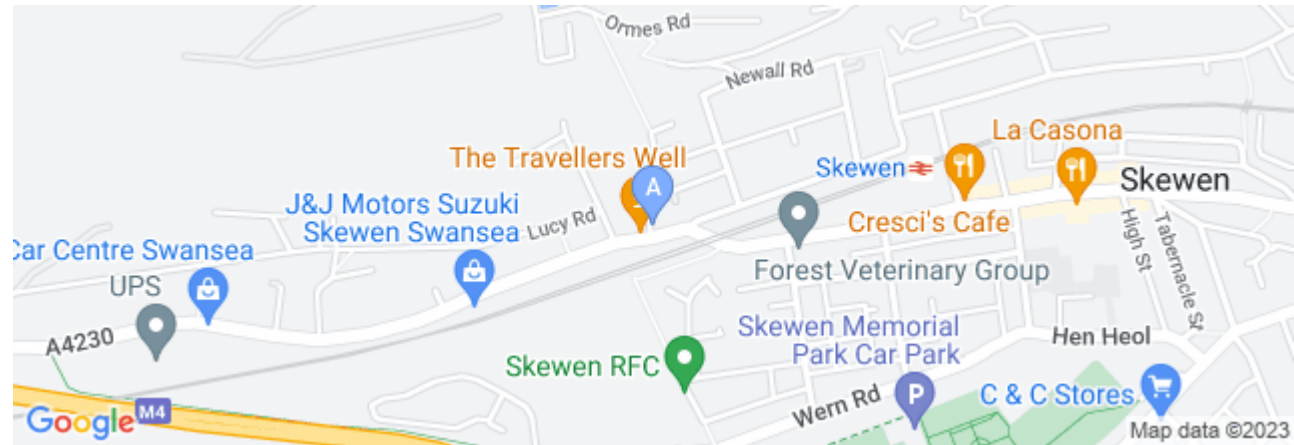 Ormes Rd
Newall Rd
La Casona
The Travellers Well
A
Skewen
Skewen
J&J Motors Suzuki
Skewen Swansea
Lucy Rd
Cresci's Cafe
High St
Tabernacle St
Car Centre Swansea
UPS
Forest Veterinary Group
A4230
Skewen Memorial
Park Car Park
Hen Heol
Skewen RFC
Wern Rd
P
C & C Stores
Google
M4
Map data ©2023